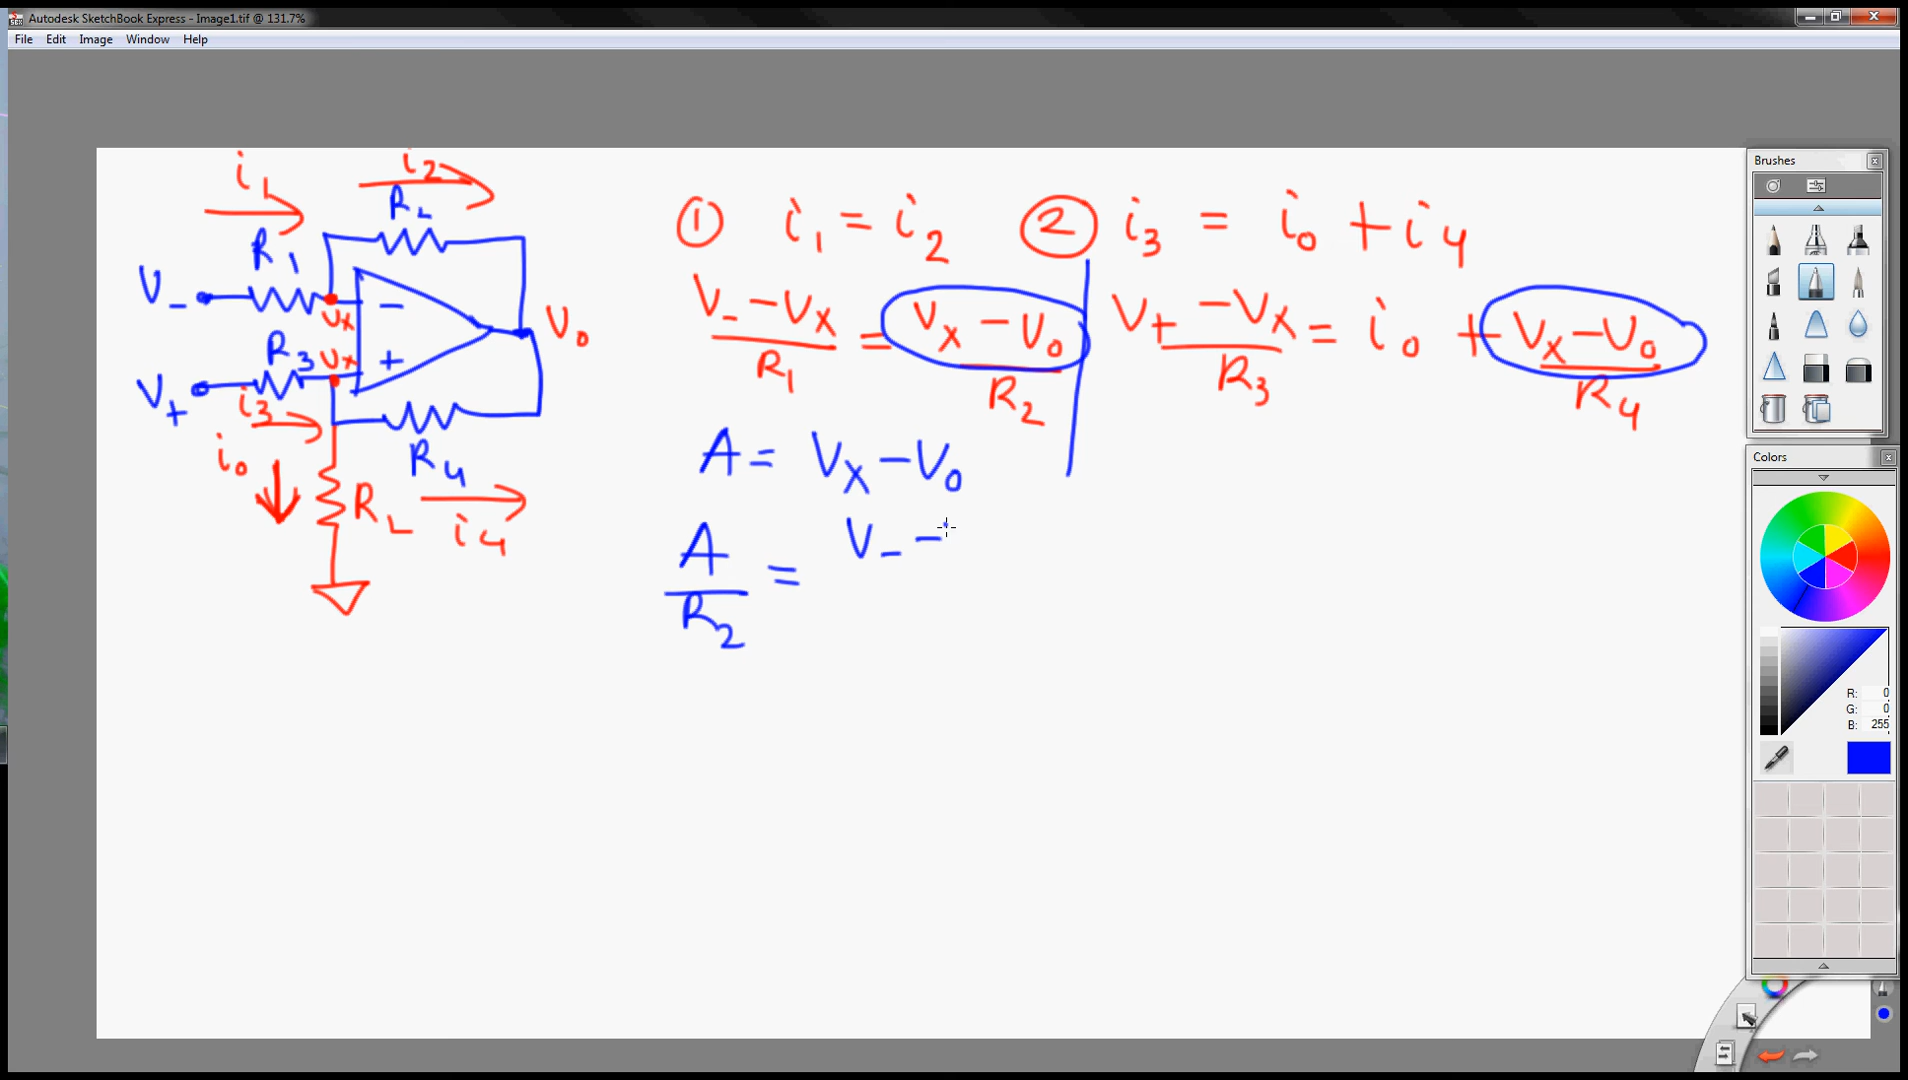 Autodesk SketchBook Express - Image1.tif @ 131.7%
File Edit Image Window Help
i1
i2
R2
R1
V-
Vx
-
Vo
R3
Vx
+
V+
i3
io
R4
RL
i4
① i1 = i2
V- - Vx / R1 = Vx - Vo / R2
② i3 = io + i4
V+ - Vx / R3 = io + Vx - Vo / R4
A = Vx - Vo
A / R2 = V- -
Brushes
Colors
R: 0
G: 0
B: 255